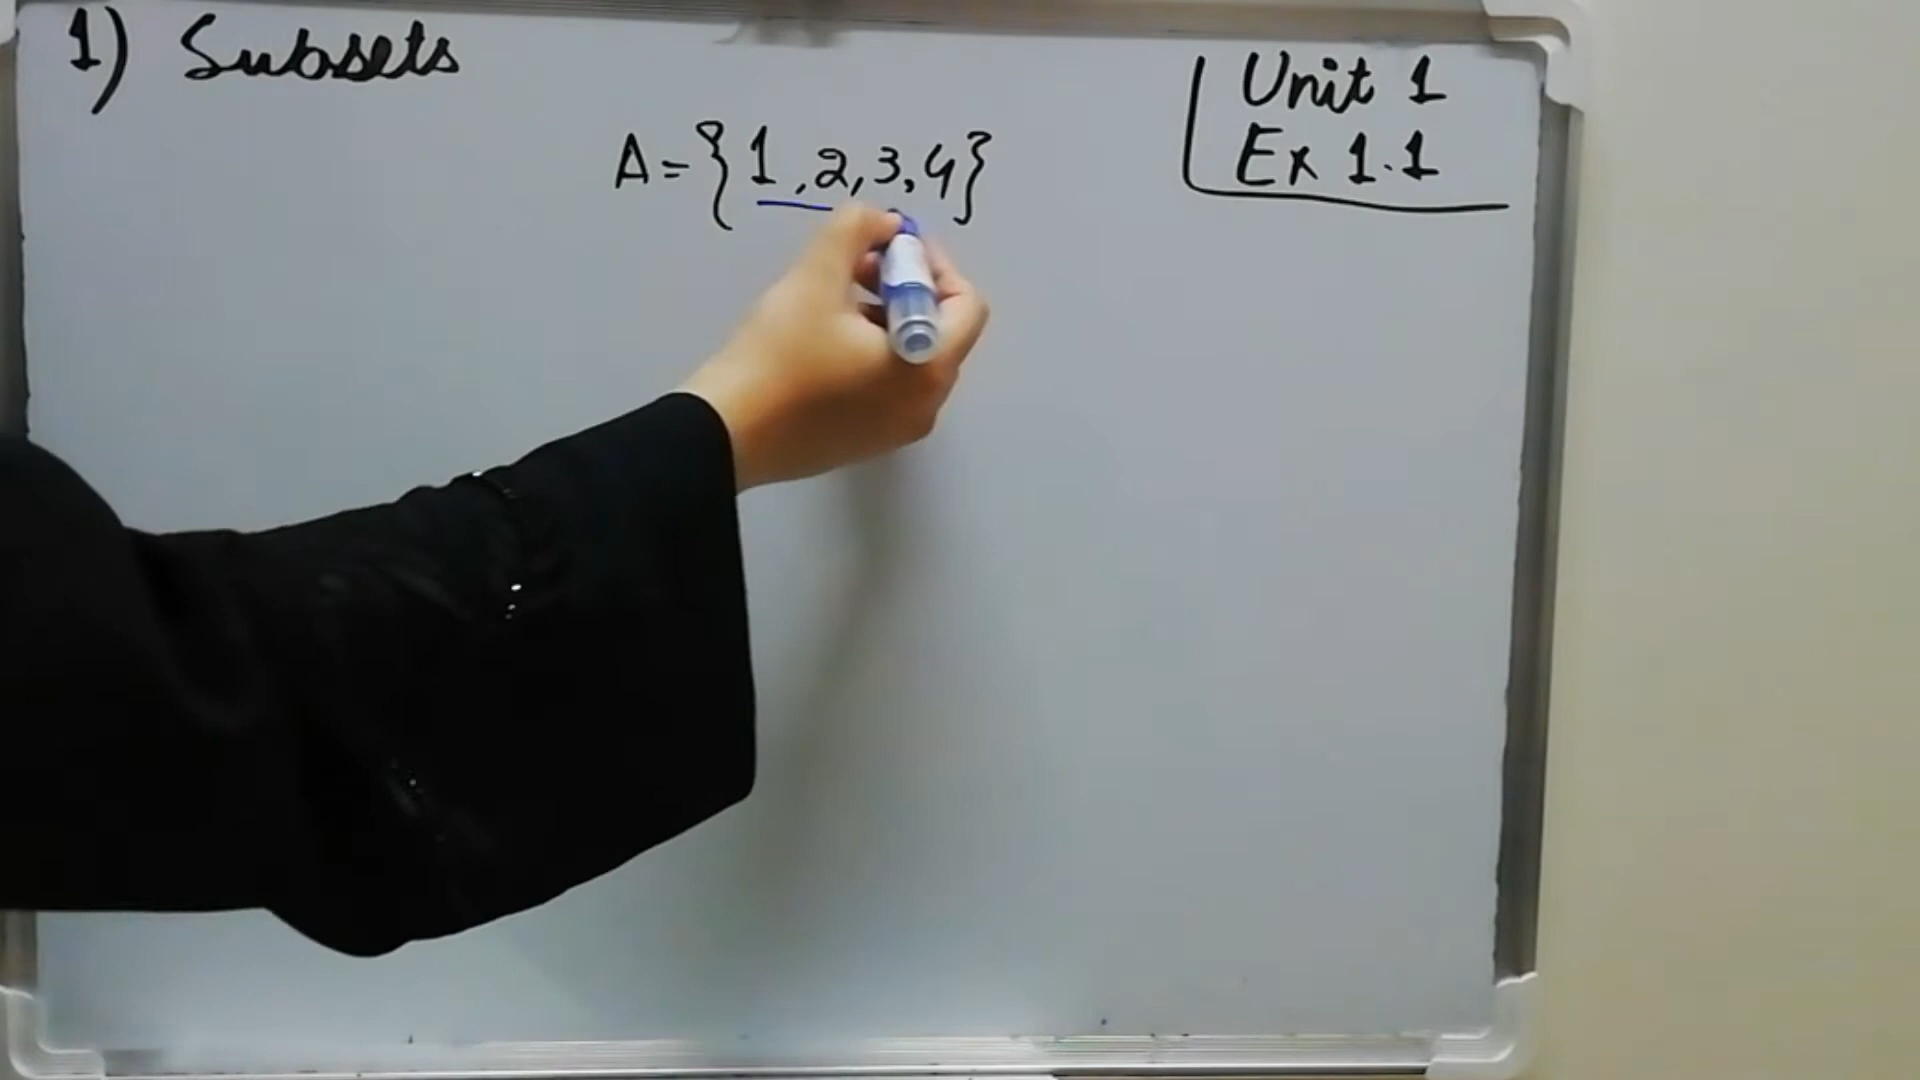 1) Subsets
A={1,2,3,4}
Unit 1
Ex 1.1